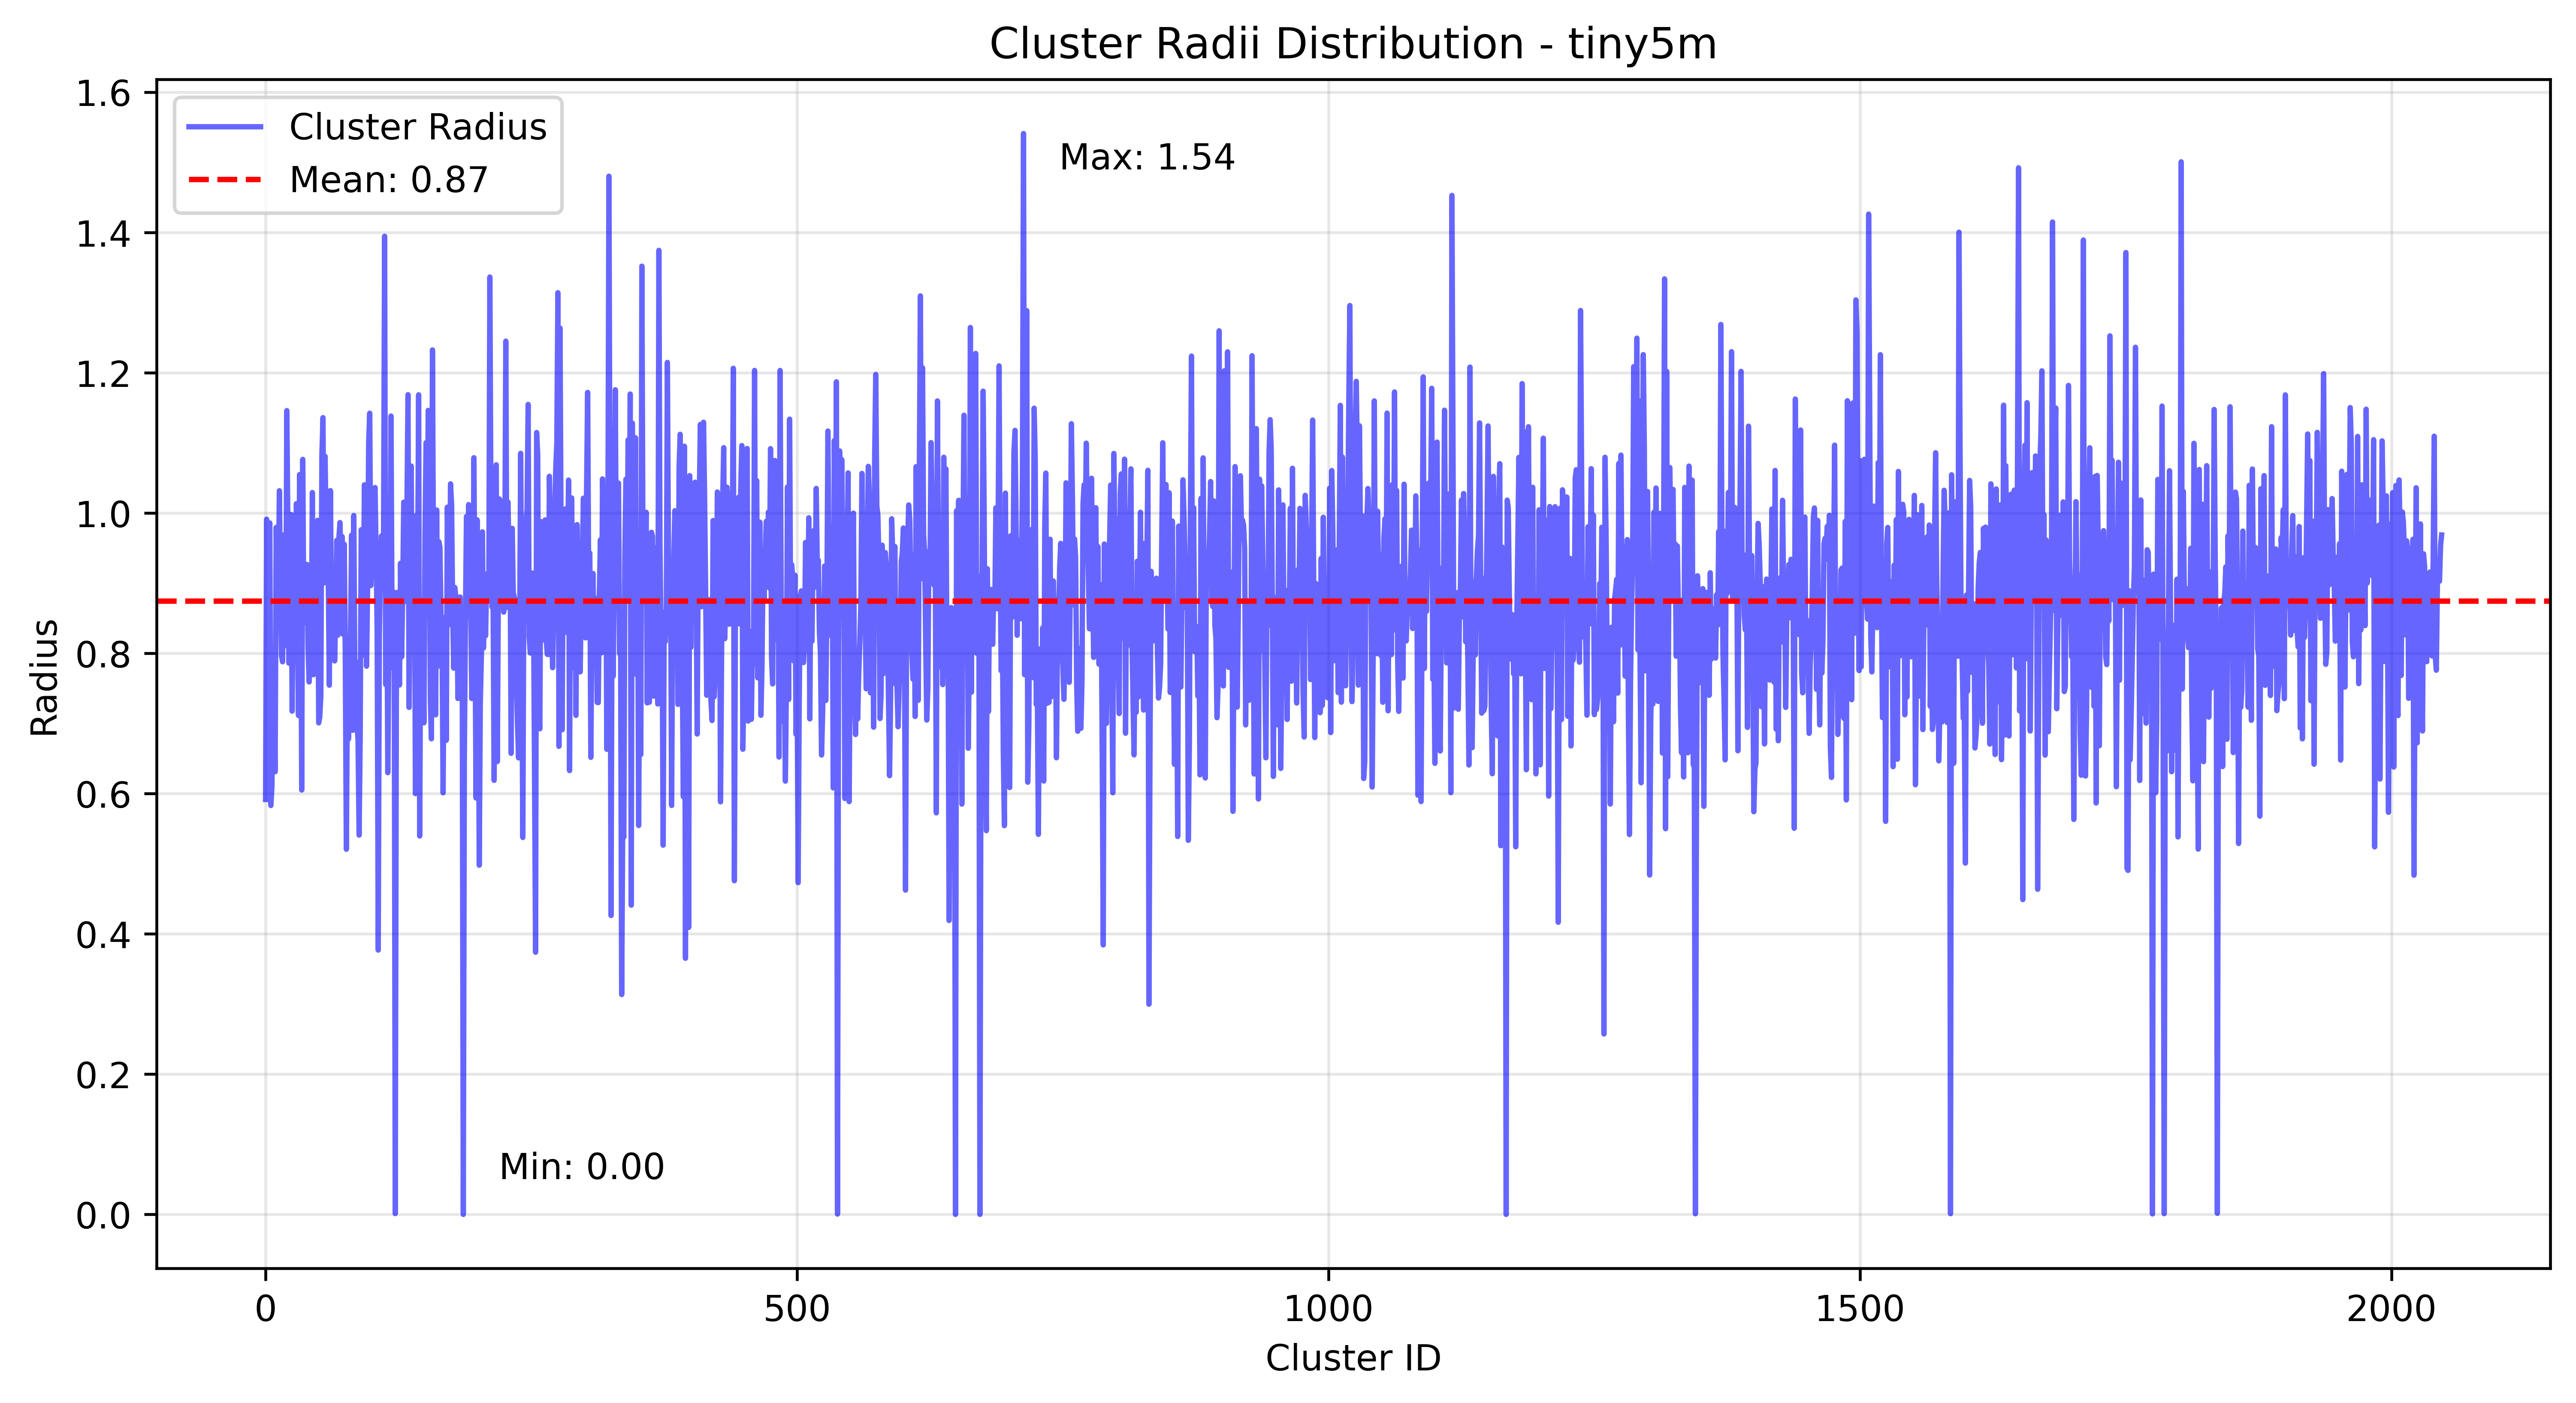 Cluster Radii Distribution - tiny5m
1.6
1.4
1.2
1.0
0.8
0.6
0.4
0.2
0.0
Radius
Cluster Radius
Mean: 0.87
Max: 1.54
Min: 0.00
0
500
1000
1500
2000
Cluster ID